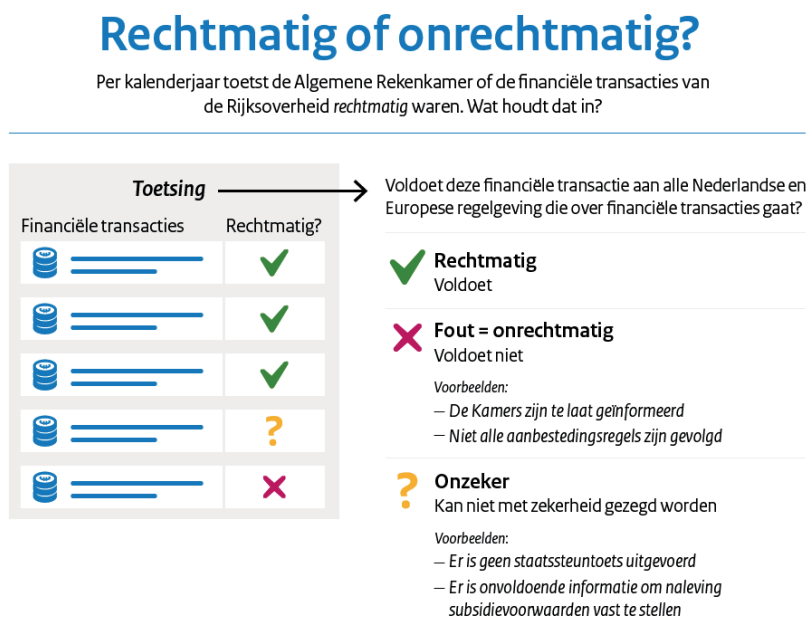 Rechtmatig of onrechtmatig?
Per kalenderjaar toetst de Algemene Rekenkamer of de financiële transacties van
de Rijksoverheid rechtmatig waren. Wat houdt dat in?
Toetsing
Financiële transacties
Rechtmatig?
Voldoet deze financiële transactie aan alle Nederlandse en
Europese regelgeving die over financiële transacties gaat?
Rechtmatig
Voldoet
Fout = onrechtmatig
Voldoet niet
Voorbeelden:
– De Kamers zijn te laat geïnformeerd
– Niet alle aanbestedingsregels zijn gevolgd
?
?
Onzeker
Kan niet met zekerheid gezegd worden
Voorbeelden:
– Er is geen staatssteuntoets uitgevoerd
– Er is onvoldoende informatie om naleving
subsidievoorwaarden vast te stellen